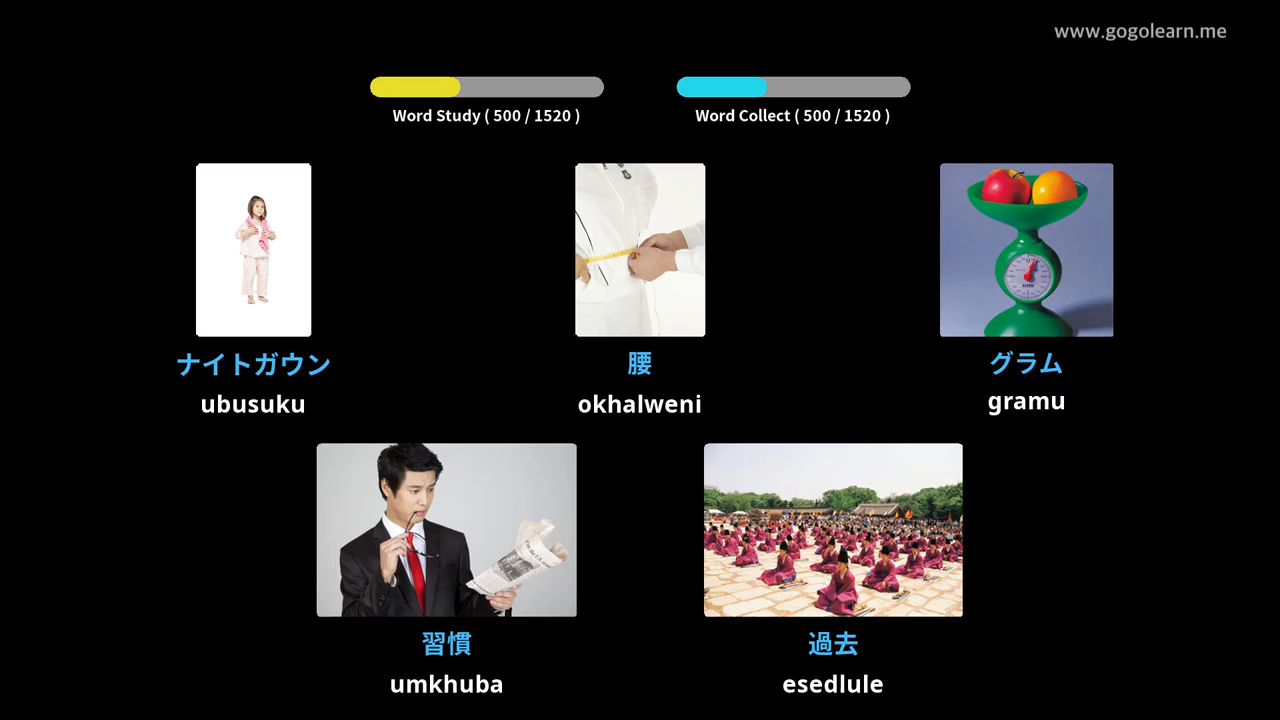 www.gogolearn.me
Word Study ( 500 / 1520 )
Word Collect ( 500 / 1520 )
ナイトガウン
ubusuku
腰
okhalweni
グラム
gramu
習慣
umkhuba
過去
esedlule